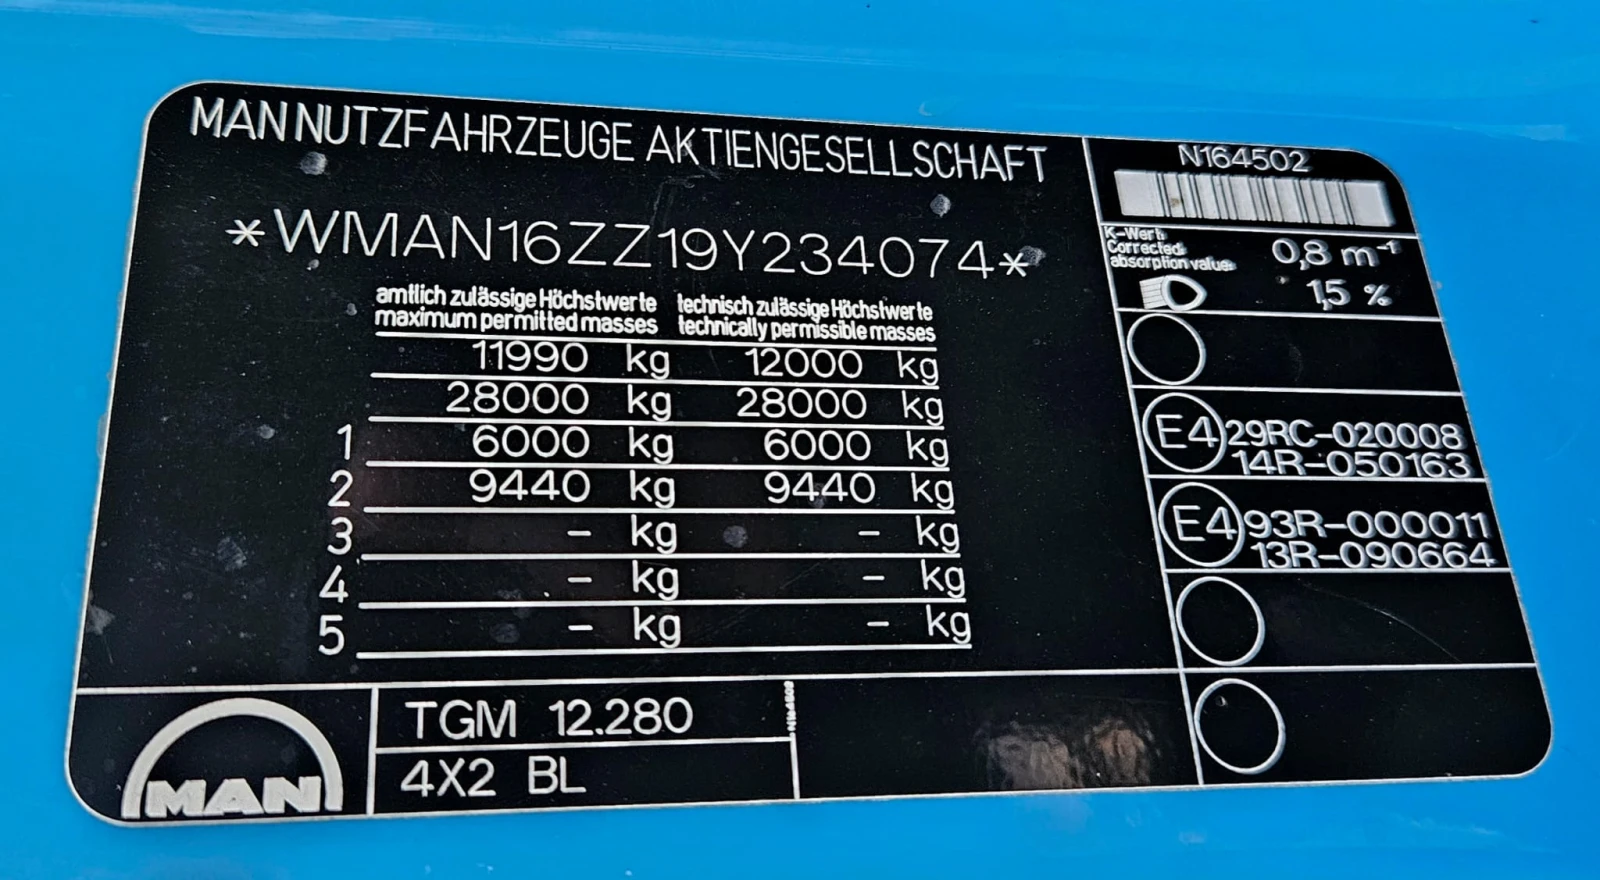 MAN NUTZFAHRZEUGE AKTIENGESELLSCHAFT
*WMAN16ZZ19Y234074*
amtlich zulässige Höchstwerte technisch zulässige Höchstwerte
maximum permitted masses technically permissible masses
11990 kg 12000 kg
28000 kg 28000 kg
1 6000 kg 6000 kg
2 9440 kg 9440 kg
3 - kg - kg
4 - kg - kg
5 - kg - kg
MAN
TGM 12.280
4X2 BL
N164502
N164502
K-Wert:
Corrected
absorption value:
0,8 m⁻¹
1,5 %
E4 29RC-020008
14R-050163
E4 93R-000011
13R-090664